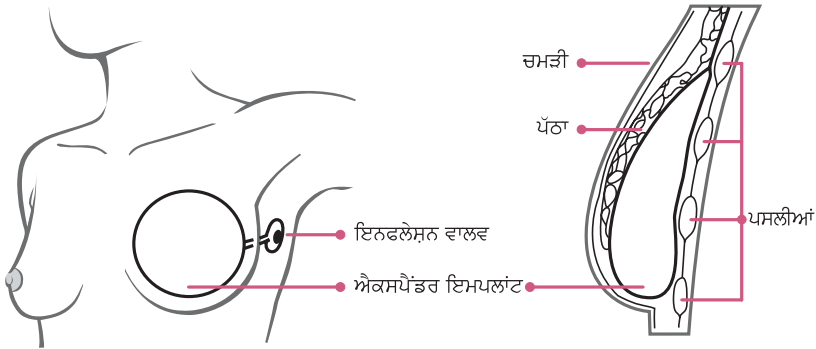 ਚਮੜੀ
ਪੱਠਾ
ਪਸਲੀਆਂ
ਇਨਫਲੇਸ਼ਨ ਵਾਲਵ
ਐਕਸਪੈਂਡਰ ਇਮਪਲਾਂਟ